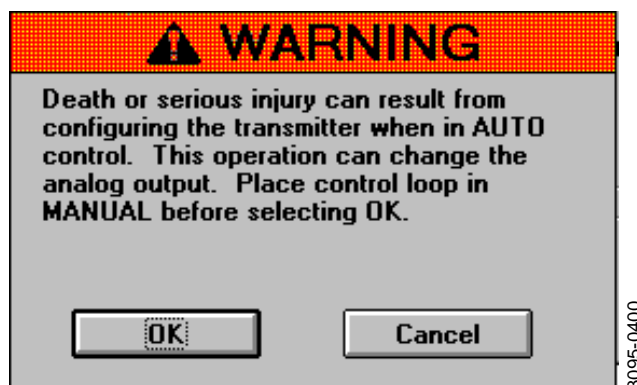 WARNING
Death or serious injury can result from
configuring the transmitter when in AUTO
control. This operation can change the
analog output. Place control loop in
MANUAL before selecting OK.
OK
Cancel
3095-0400